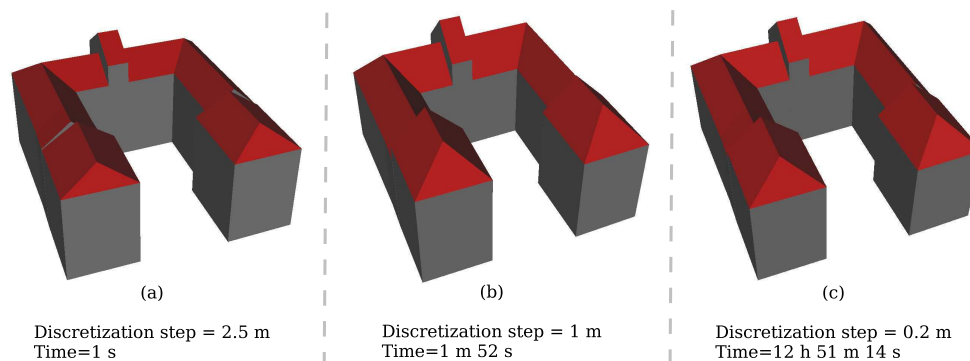 (a)
Discretization step = 2.5 m
Time=1 s
(b)
Discretization step = 1 m
Time=1 m 52 s
(c)
Discretization step = 0.2 m
Time=12 h 51 m 14 s